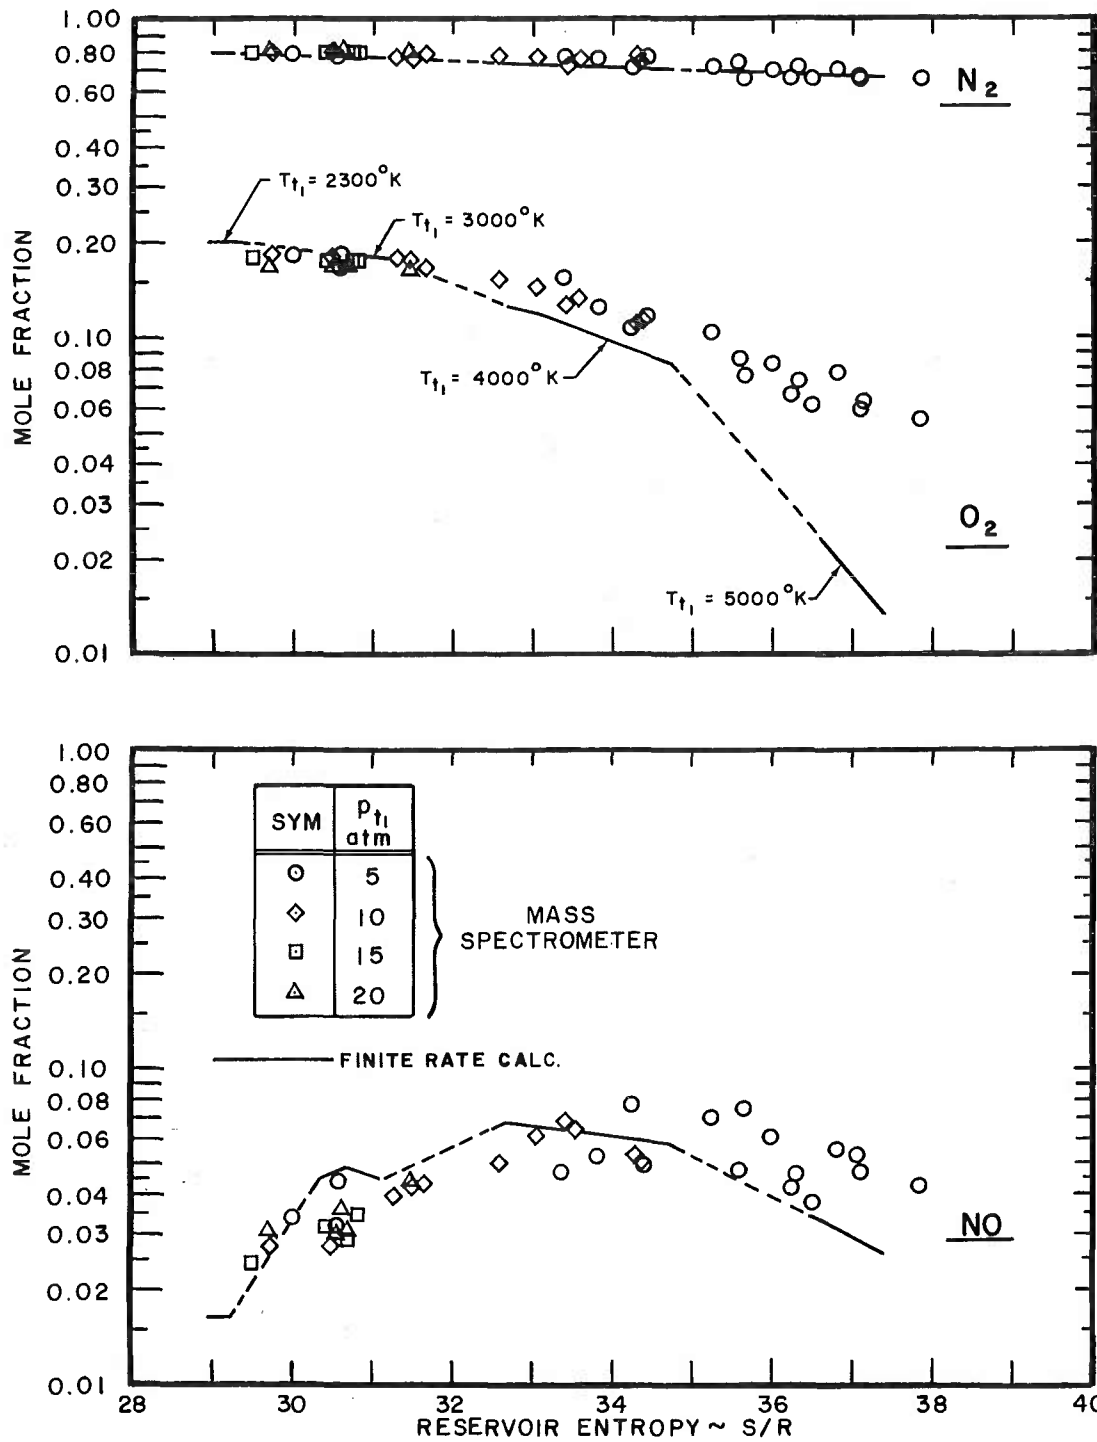 1.00
0.80
0.60
0.40
0.30
0.20
0.10
0.08
0.06
0.04
0.03
0.02
0.01
MOLE FRACTION
N2
Tt1 = 2300°K
Tt1 = 3000°K
Tt1 = 4000°K
Tt1 = 5000°K
O2
1.00
0.80
0.60
0.40
0.30
0.20
0.10
0.08
0.06
0.04
0.03
0.02
0.01
MOLE FRACTION
SYM pt1 atm
5
10
15
20
MASS
SPECTROMETER
FINITE RATE CALC.
NO
28 30 32 34 36 38 40
RESERVOIR ENTROPY ~ S/R